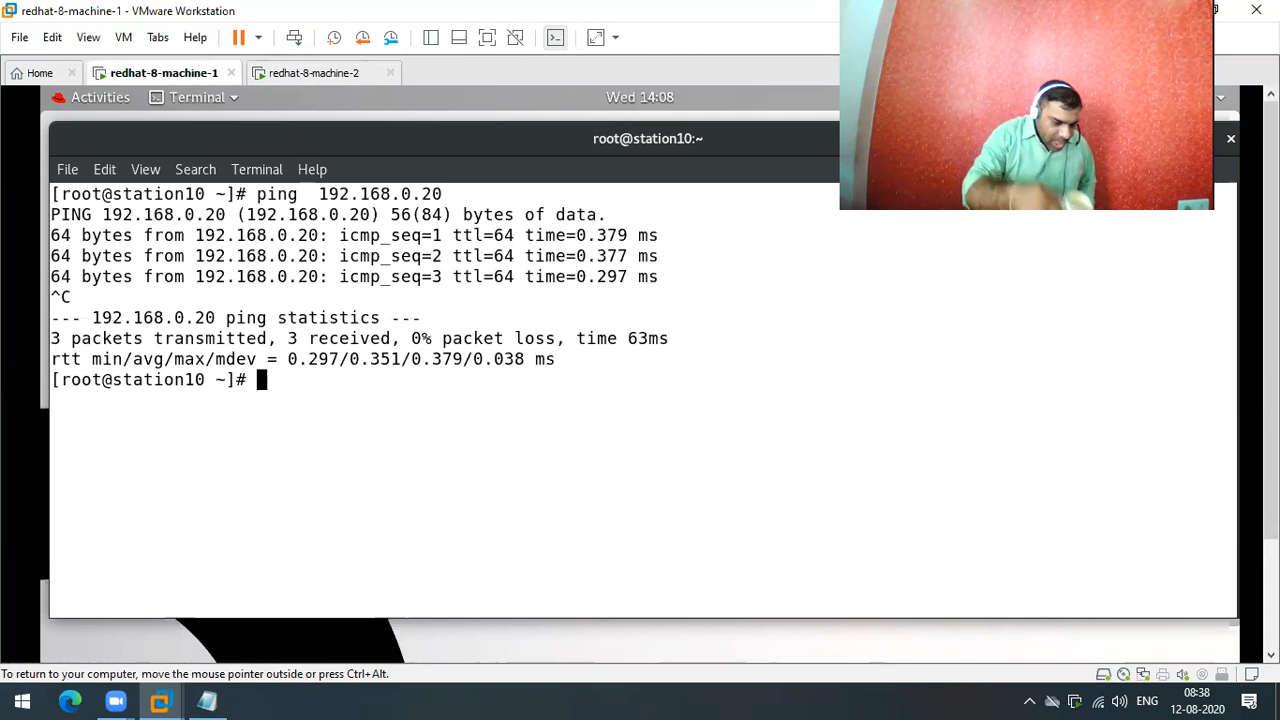 redhat-8-machine-1 - VMware Workstation
File Edit View VM Tabs Help
Home redhat-8-machine-1 redhat-8-machine-2
Activities Terminal Wed 14:08
root@station10:~
File Edit View Search Terminal Help
[root@station10 ~]# ping  192.168.0.20
PING 192.168.0.20 (192.168.0.20) 56(84) bytes of data.
64 bytes from 192.168.0.20: icmp_seq=1 ttl=64 time=0.379 ms
64 bytes from 192.168.0.20: icmp_seq=2 ttl=64 time=0.377 ms
64 bytes from 192.168.0.20: icmp_seq=3 ttl=64 time=0.297 ms
^C
--- 192.168.0.20 ping statistics ---
3 packets transmitted, 3 received, 0% packet loss, time 63ms
rtt min/avg/max/mdev = 0.297/0.351/0.379/0.038 ms
[root@station10 ~]#
To return to your computer, move the mouse pointer outside or press Ctrl+Alt.
ENG 08:38
12-08-2020